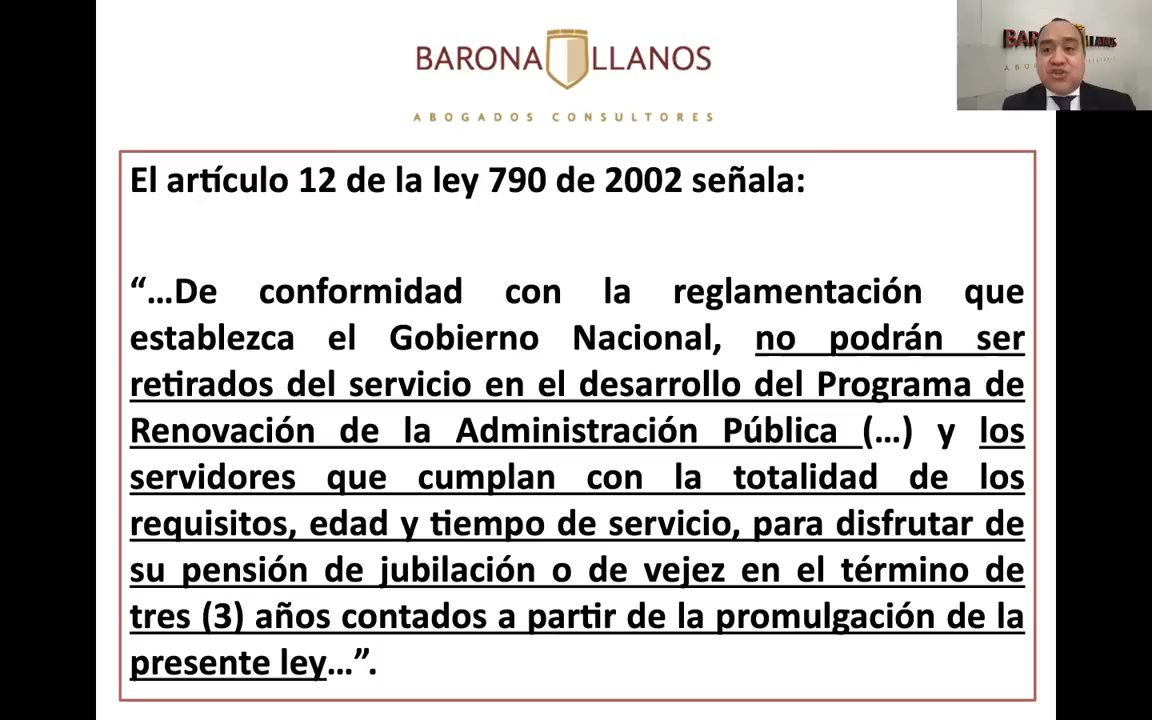 BARONA LLANOS
ABOGADOS CONSULTORES
El artículo 12 de la ley 790 de 2002 señala:
“…De conformidad con la reglamentación que
establezca el Gobierno Nacional, no podrán ser
retirados del servicio en el desarrollo del Programa de
Renovación de la Administración Pública (…) y los
servidores que cumplan con la totalidad de los
requisitos, edad y tiempo de servicio, para disfrutar de
su pensión de jubilación o de vejez en el término de
tres (3) años contados a partir de la promulgación de la
presente ley…”.